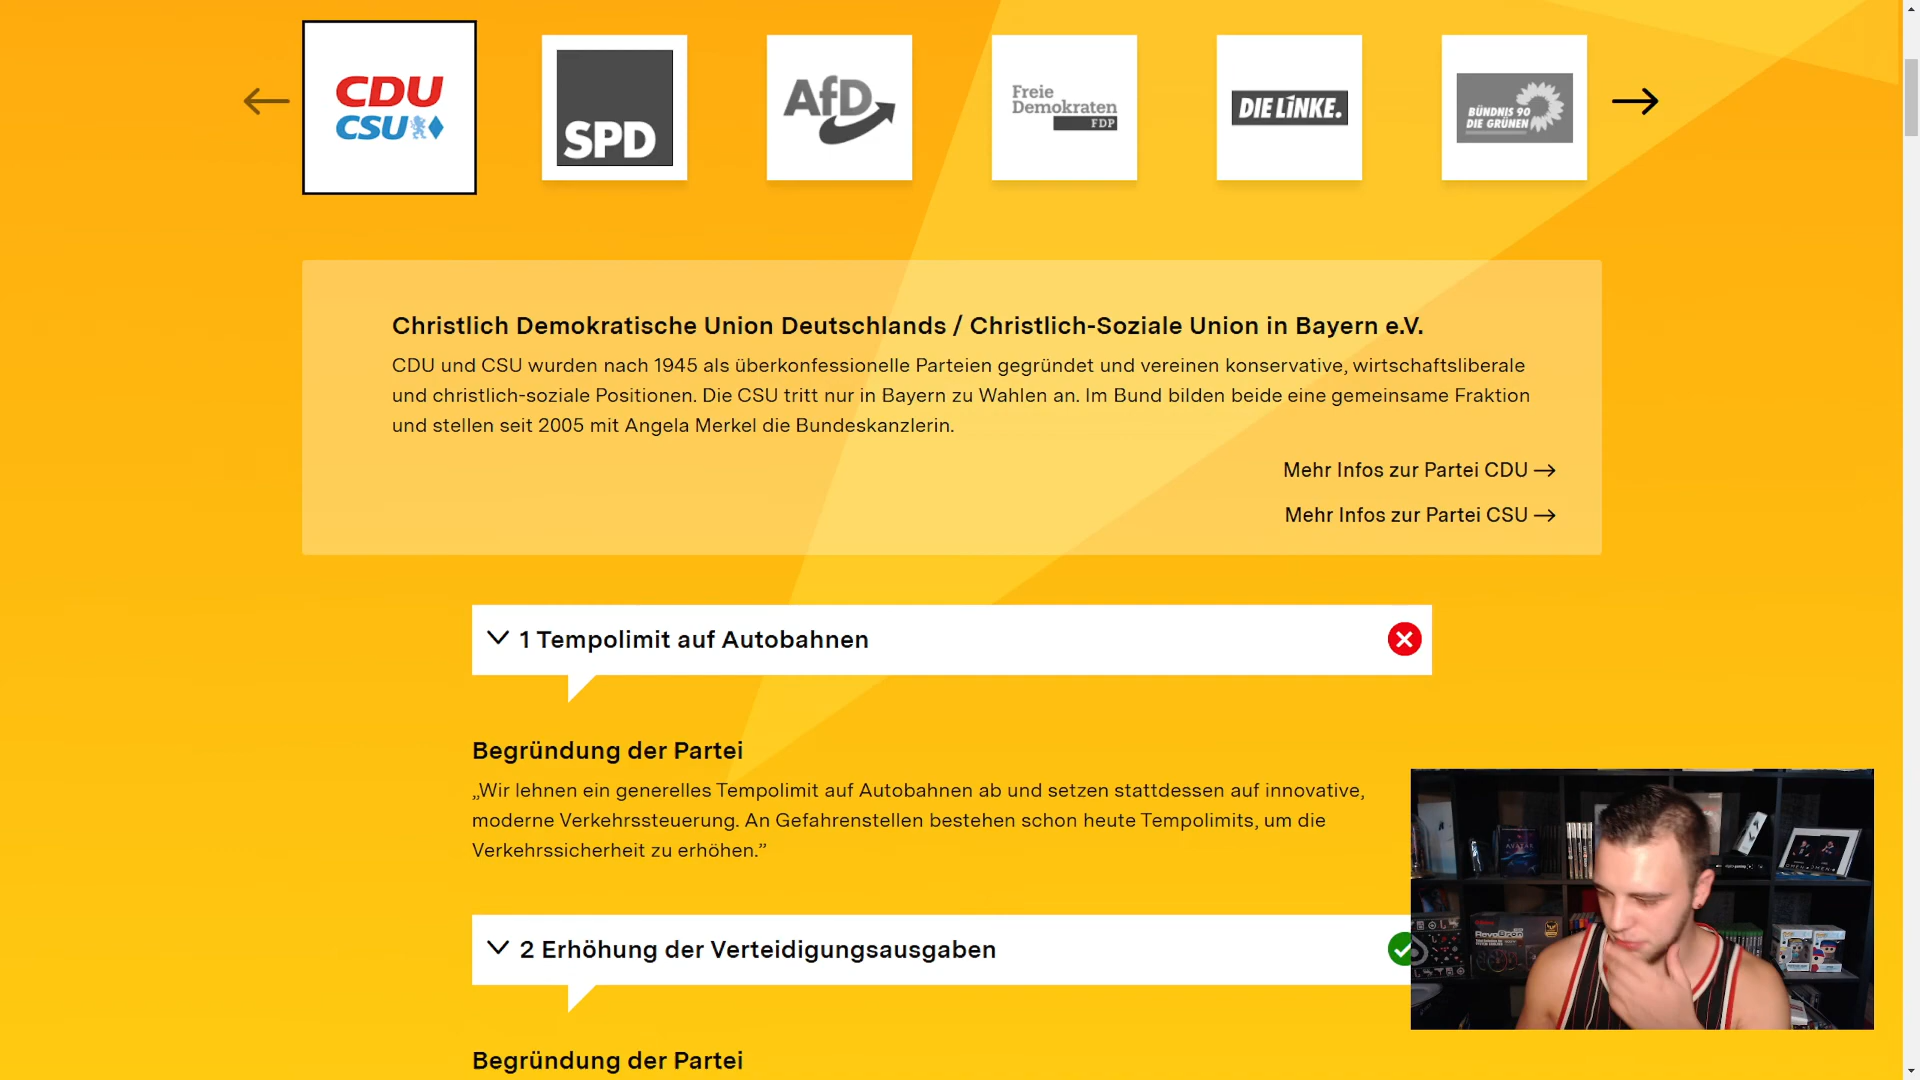 CDU
CSU
SPD
AfD
Freie
Demokraten
FDP
DIE LINKE.
BÜNDNIS 90
DIE GRÜNEN
Christlich Demokratische Union Deutschlands / Christlich-Soziale Union in Bayern e.V.
CDU und CSU wurden nach 1945 als überkonfessionelle Parteien gegründet und vereinen konservative, wirtschaftsliberale
und christlich-soziale Positionen. Die CSU tritt nur in Bayern zu Wahlen an. Im Bund bilden beide eine gemeinsame Fraktion
und stellen seit 2005 mit Angela Merkel die Bundeskanzlerin.
Mehr Infos zur Partei CDU
Mehr Infos zur Partei CSU
1 Tempolimit auf Autobahnen
Begründung der Partei
„Wir lehnen ein generelles Tempolimit auf Autobahnen ab und setzen stattdessen auf innovative,
moderne Verkehrssteuerung. An Gefahrenstellen bestehen schon heute Tempolimits, um die
Verkehrssicherheit zu erhöhen.”
2 Erhöhung der Verteidigungsausgaben
AVATAR
Begründung der Partei